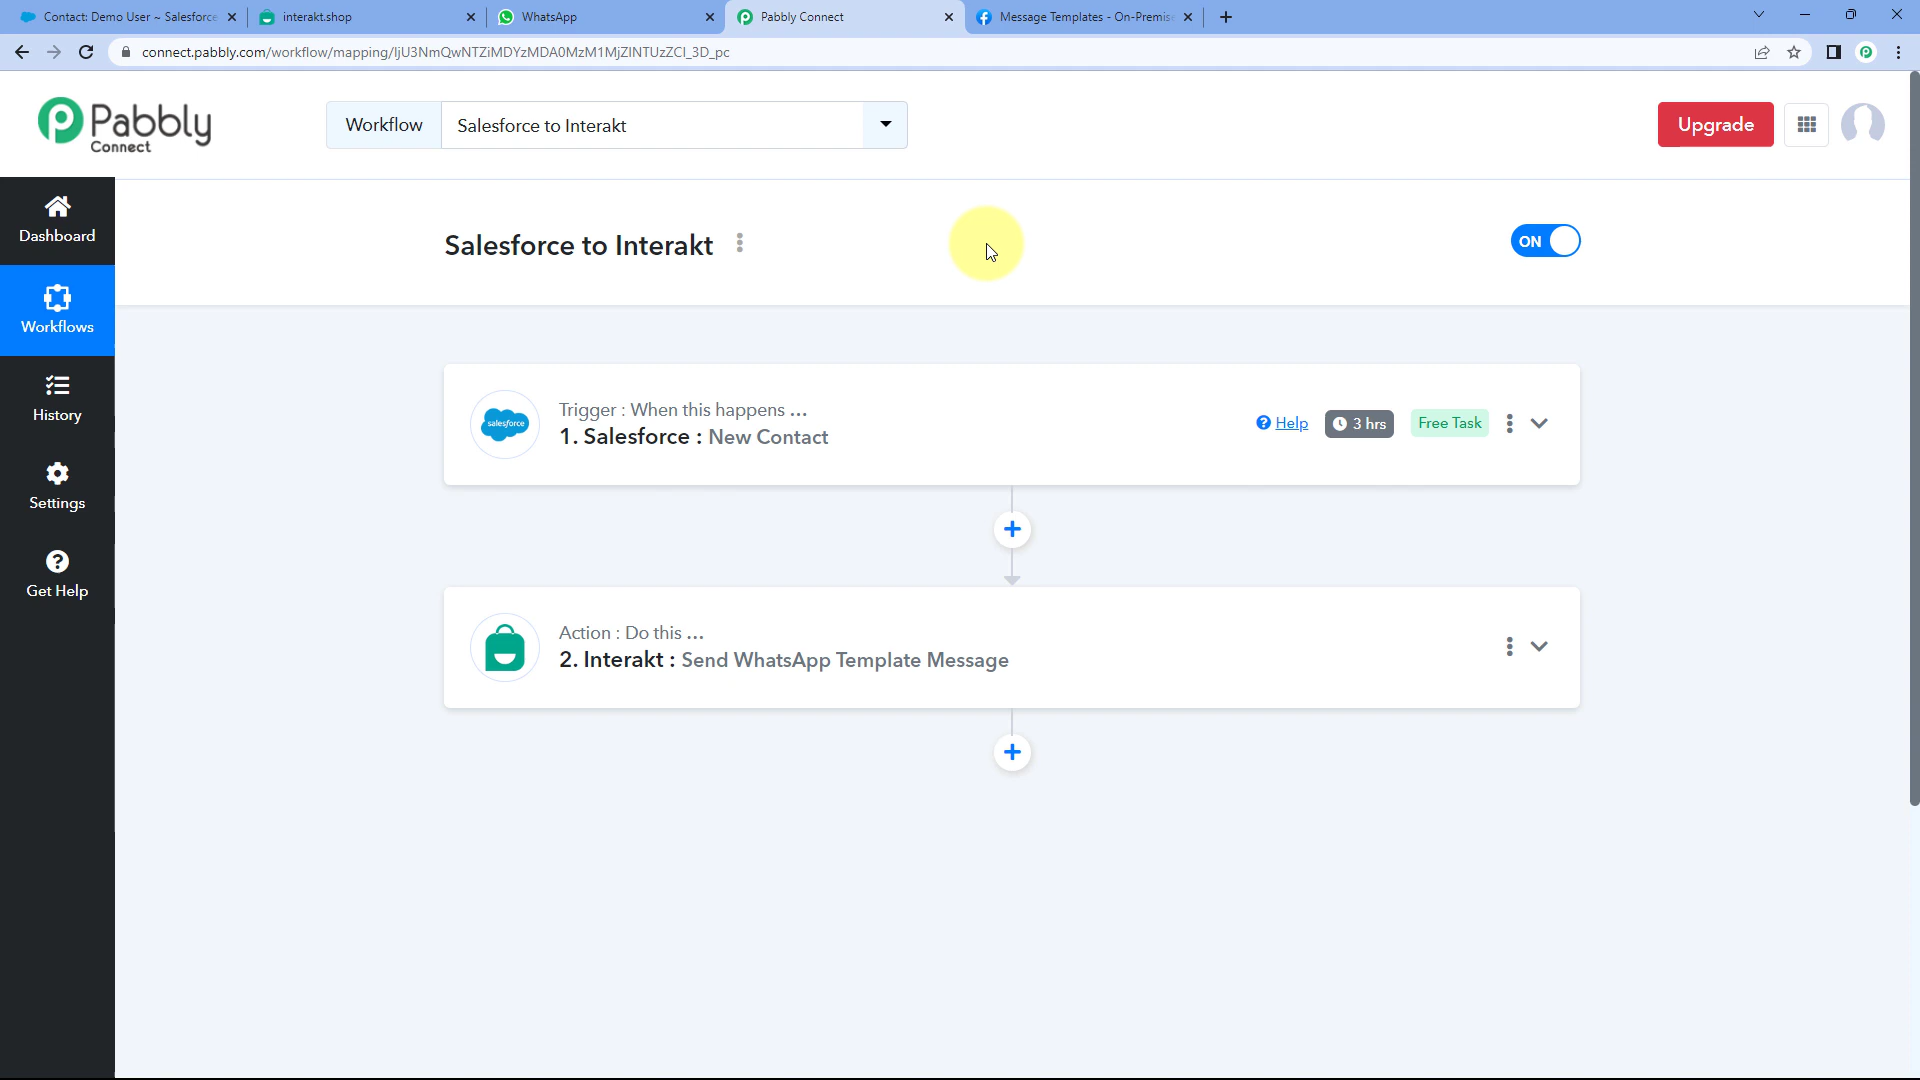 Contact: Demo User ~ Salesforce
interakt.shop
WhatsApp
Pabbly Connect
Message Templates - On-Premis
connect.pabbly.com/workflow/mapping/IjU3NmQwNTZiMDYzMDA0MzM1MjZlNTUzZCI_3D_pc
Pabbly
Connect
Workflow
Salesforce to Interakt
Upgrade
Dashboard
Workflows
History
Settings
Get Help
Salesforce to Interakt
ON
salesforce
Trigger : When this happens ...
1. Salesforce : New Contact
Help
3 hrs
Free Task
Action : Do this ...
2. Interakt : Send WhatsApp Template Message